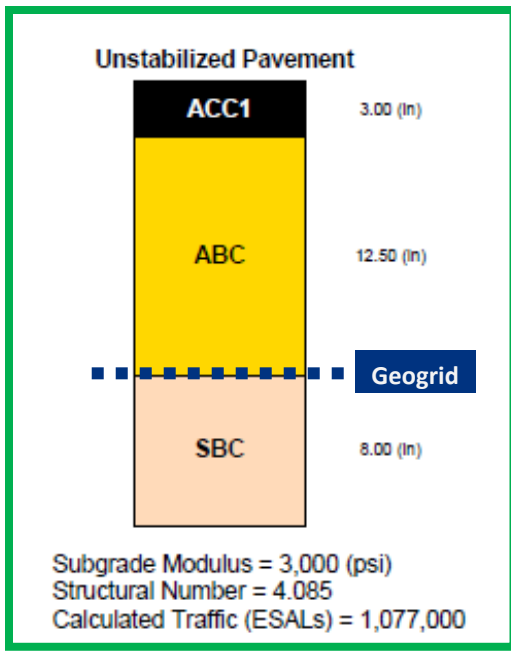 Unstabilized Pavement
ACC1
3.00 (in)
ABC
12.50 (in)
Geogrid
SBC
8.00 (in)
Subgrade Modulus = 3,000 (psi)
Structural Number = 4.085
Calculated Traffic (ESALs) = 1,077,000